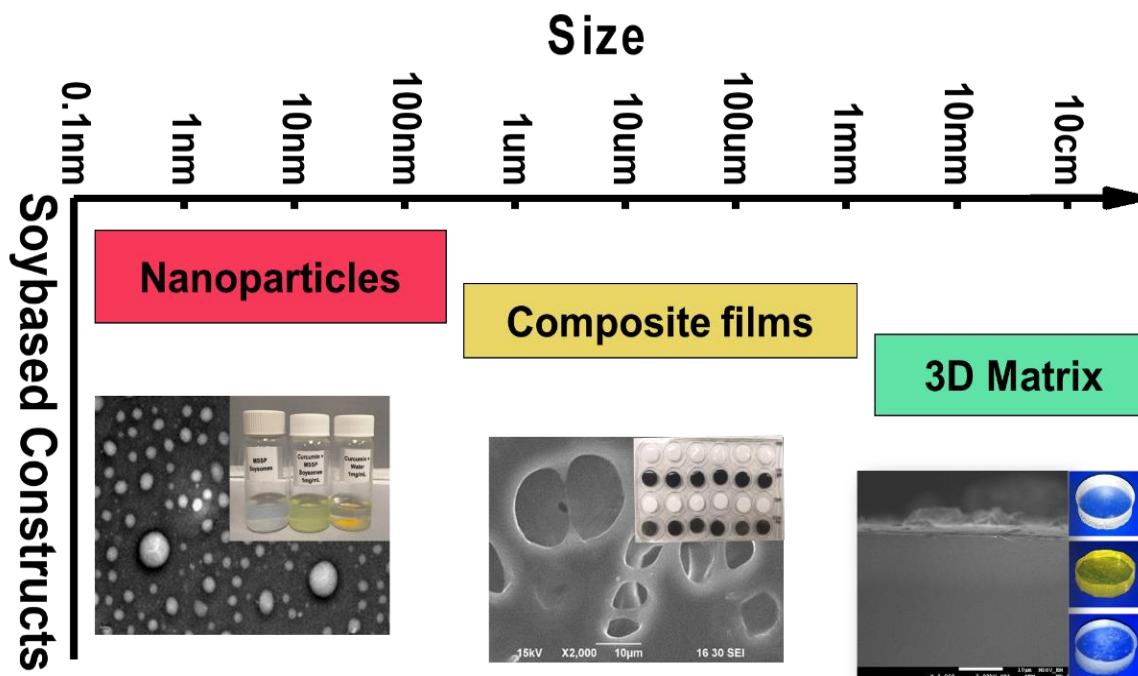 Size
0.1nm
1nm
10nm
100nm
1um
10um
100um
1mm
10mm
10cm
Soybased Constructs
Nanoparticles
Composite films
3D Matrix
MSSP
Soysomes
Curcumin +
MSSP
Soysomes
1mg/mL
Curcumin +
Water
1mg/mL
15kV X2,000 10µm 16 30 SEI